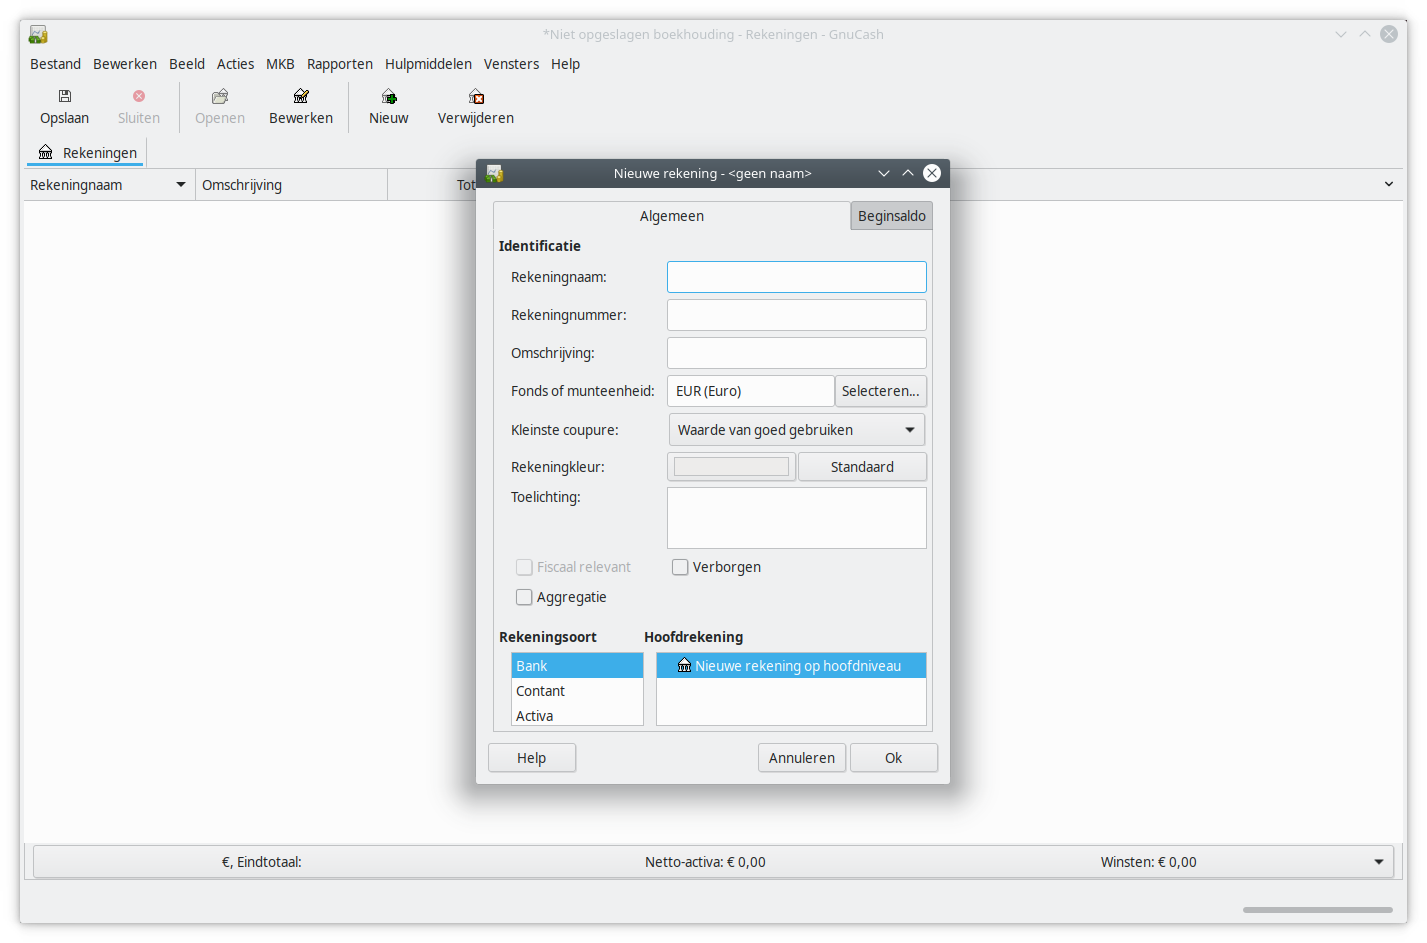 *Niet opgeslagen boekhouding - Rekeningen - GnuCash
Bestand Bewerken Beeld Acties MKB Rapporten Hulpmiddelen Vensters Help
Opslaan Sluiten Openen Bewerken Nieuw Verwijderen
Rekeningen
Rekeningnaam Omschrijving Tot
Nieuwe rekening - <geen naam>
Algemeen Beginsaldo
Identificatie
Rekeningnaam:
Rekeningnummer:
Omschrijving:
Fonds of munteenheid: EUR (Euro) Selecteren...
Kleinste coupure: Waarde van goed gebruiken
Rekeningkleur: Standaard
Toelichting:
Fiscaal relevant Verborgen
Aggregatie
Rekeningsoort Hoofdrekening
Bank Nieuwe rekening op hoofdniveau
Contant
Activa
Help Annuleren Ok
€, Eindtotaal: Netto-activa: € 0,00 Winsten: € 0,00